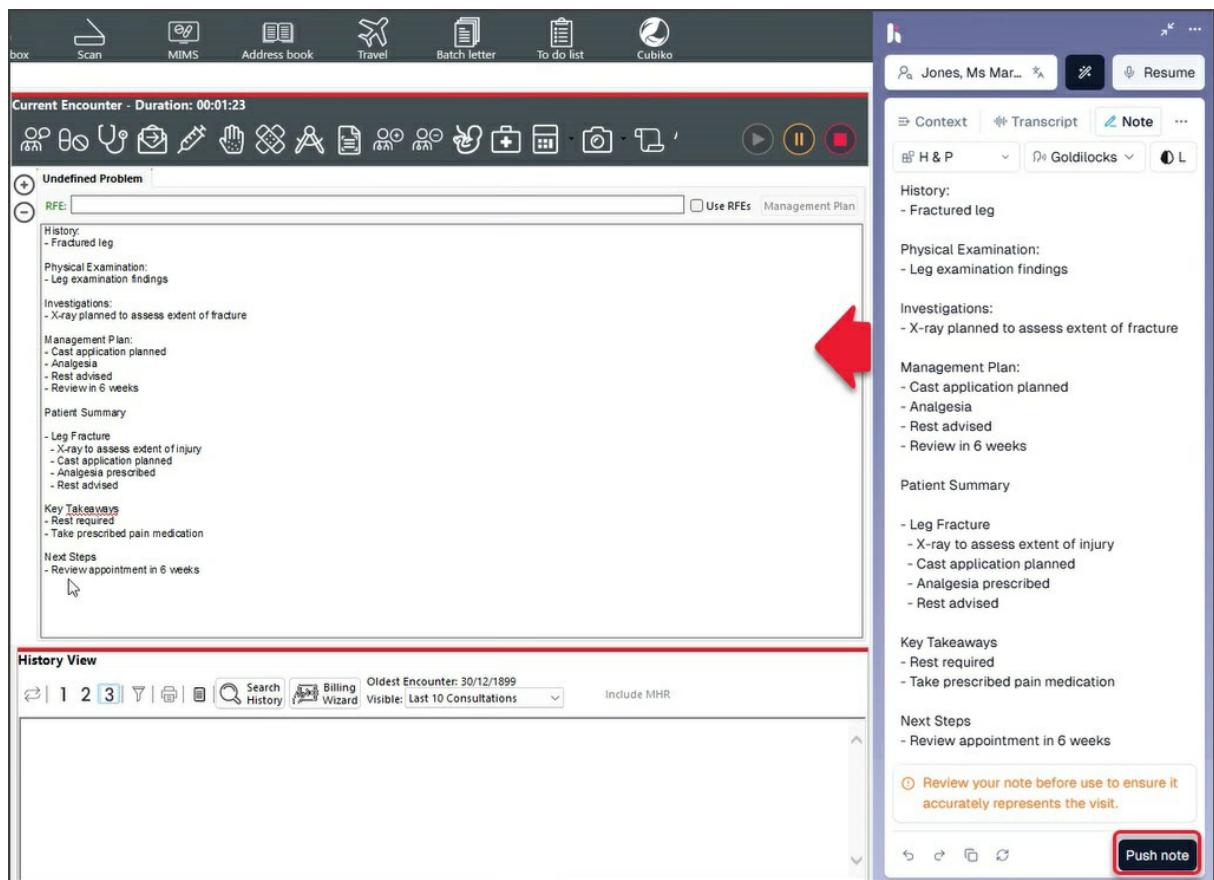 box
Scan
MIMS
Address book
Travel
Batch letter
To do list
Cubiko
Current Encounter - Duration: 00:01:23
Undefined Problem
RFE:
Use RFEs
Management Plan
History:
- Fractured leg
Physical Examination:
- Leg examination findings
Investigations:
- X-ray planned to assess extent of fracture
Management Plan:
- Cast application planned
- Analgesia
- Rest advised
- Review in 6 weeks
Patient Summary
- Leg Fracture
- X-ray to assess extent of injury
- Cast application planned
- Analgesia prescribed
- Rest advised
Key Takeaways
- Rest required
- Take prescribed pain medication
Next Steps
- Review appointment in 6 weeks
History View
1 2 3
Search
History
Billing
Wizard
Oldest Encounter: 30/12/1899
Visible: Last 10 Consultations
Include MHR
Jones, Ms Mar...
Resume
Context
Transcript
Note
H & P
Goldilocks
L
History:
- Fractured leg
Physical Examination:
- Leg examination findings
Investigations:
- X-ray planned to assess extent of fracture
Management Plan:
- Cast application planned
- Analgesia
- Rest advised
- Review in 6 weeks
Patient Summary
- Leg Fracture
- X-ray to assess extent of injury
- Cast application planned
- Analgesia prescribed
- Rest advised
Key Takeaways
- Rest required
- Take prescribed pain medication
Next Steps
- Review appointment in 6 weeks
Review your note before use to ensure it
accurately represents the visit.
Push note